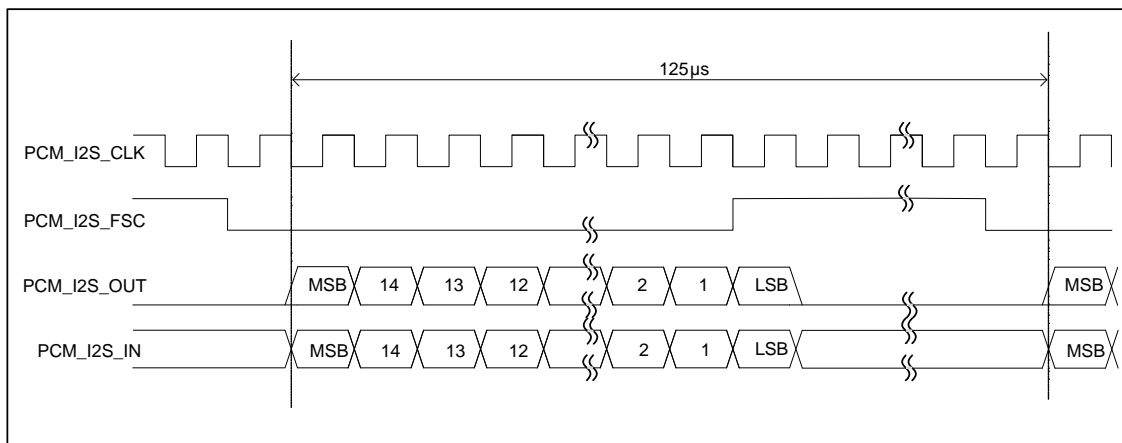 125µs
PCM_I2S_CLK
PCM_I2S_FSC
PCM_I2S_OUT MSB 14 13 12 2 1 LSB MSB
PCM_I2S_IN MSB 14 13 12 2 1 LSB MSB